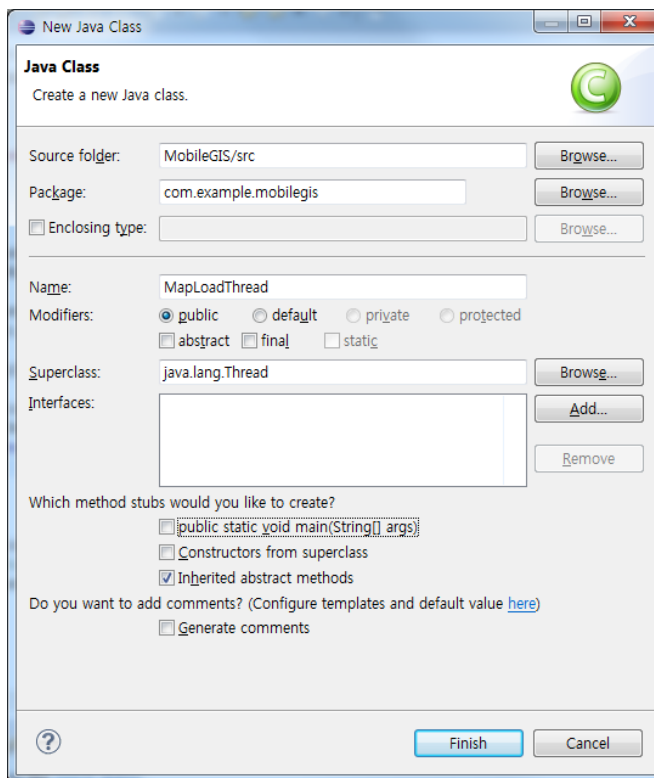 New Java Class
Java Class
Create a new Java class.
C
Source folder: MobileGIS/src Browse...
Package: com.example.mobilegis Browse...
Enclosing type: Browse...
Name: MapLoadThread
Modifiers: public default private protected
abstract final static
Superclass: java.lang.Thread Browse...
Interfaces: Add...
Remove
Which method stubs would you like to create?
public static void main(String[] args)
Constructors from superclass
Inherited abstract methods
Do you want to add comments? (Configure templates and default value here)
Generate comments
? Finish Cancel